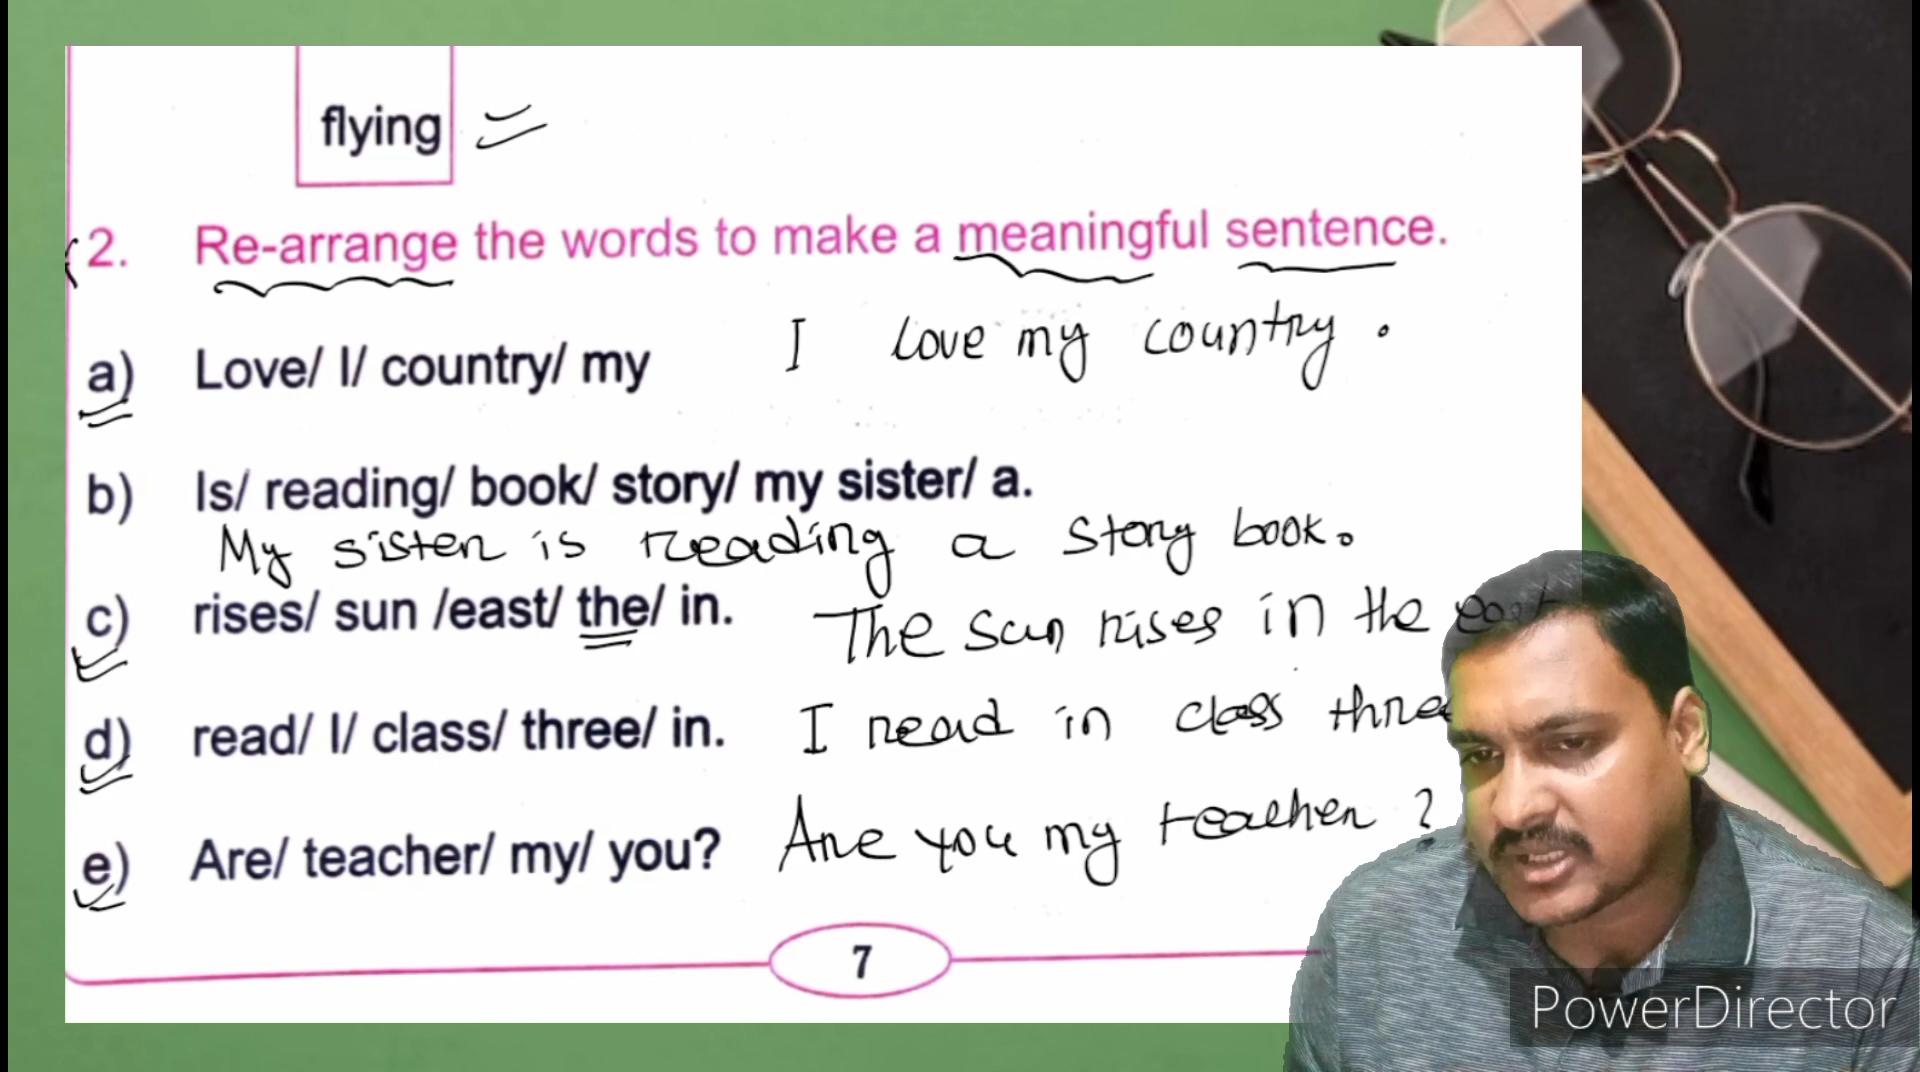 flying
2. Re-arrange the words to make a meaningful sentence.
a) Love/ I/ country/ my I Love my country.
b) Is/ reading/ book/ story/ my sister/ a.
My sister is reading a story book.
c) rises/ sun /east/ the/ in. The sun rises in the east
d) read/ I/ class/ three/ in. I read in class three
e) Are/ teacher/ my/ you? Are you my teacher ?
7
PowerDirector